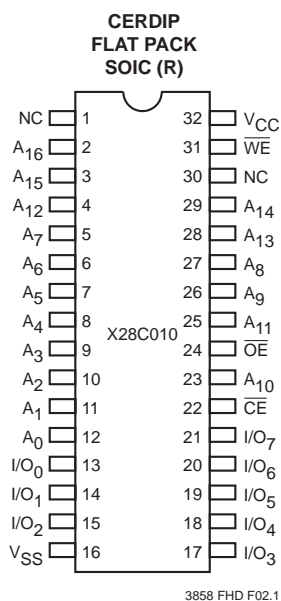 CERDIP
FLAT PACK
SOIC (R)
NC 1 32 VCC
A16 2 31 W̅E̅
A15 3 30 NC
A12 4 29 A14
A7 5 28 A13
A6 6 27 A8
A5 7 26 A9
A4 8 25 A11
X28C010
A3 9 24 O̅E̅
A2 10 23 A10
A1 11 22 C̅E̅
A0 12 21 I/O7
I/O0 13 20 I/O6
I/O1 14 19 I/O5
I/O2 15 18 I/O4
VSS 16 17 I/O3
3858 FHD F02.1